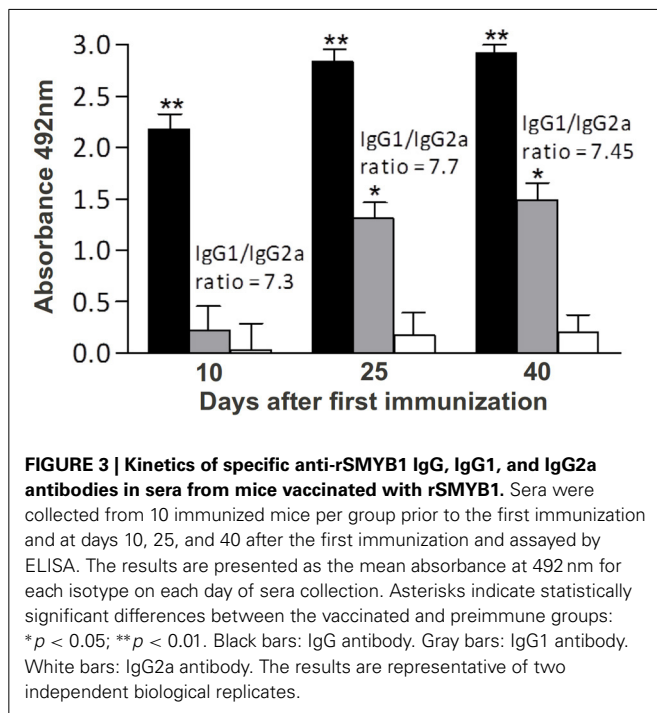 3.0
2.5
2.0
1.5
1.0
0.5
0.0
Absorbance 492nm
**
**
**
*
*
IgG1/IgG2a
ratio = 7.3
IgG1/IgG2a
ratio = 7.7
IgG1/IgG2a
ratio = 7.45
10 25 40
Days after first immunization
FIGURE 3 | Kinetics of specific anti-rSMYB1 IgG, IgG1, and IgG2a
antibodies in sera from mice vaccinated with rSMYB1. Sera were
collected from 10 immunized mice per group prior to the first immunization
and at days 10, 25, and 40 after the first immunization and assayed by
ELISA. The results are presented as the mean absorbance at 492 nm for
each isotype on each day of sera collection. Asterisks indicate statistically
significant differences between the vaccinated and preimmune groups:
*p < 0.05; **p < 0.01. Black bars: IgG antibody. Gray bars: IgG1 antibody.
White bars: IgG2a antibody. The results are representative of two
independent biological replicates.